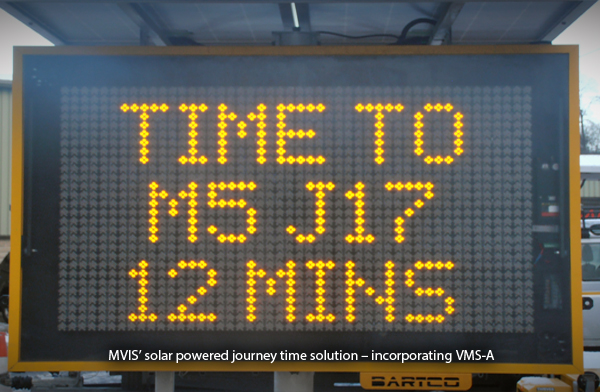 TIME TO
M5 J17
12 MINS
MVIS' solar powered journey time solution – incorporating VMS-A
BARTCO